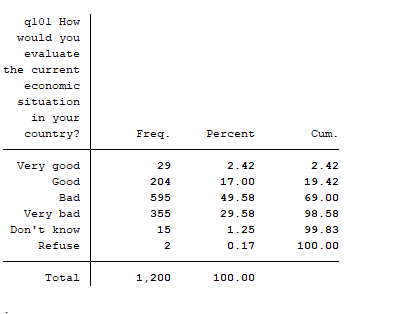 q101 How
would you
evaluate
the current
economic
situation
in your
country? Freq. Percent Cum.
Very good 29 2.42 2.42
Good 204 17.00 19.42
Bad 595 49.58 69.00
Very bad 355 29.58 98.58
Don't know 15 1.25 99.83
Refuse 2 0.17 100.00
Total 1,200 100.00
.